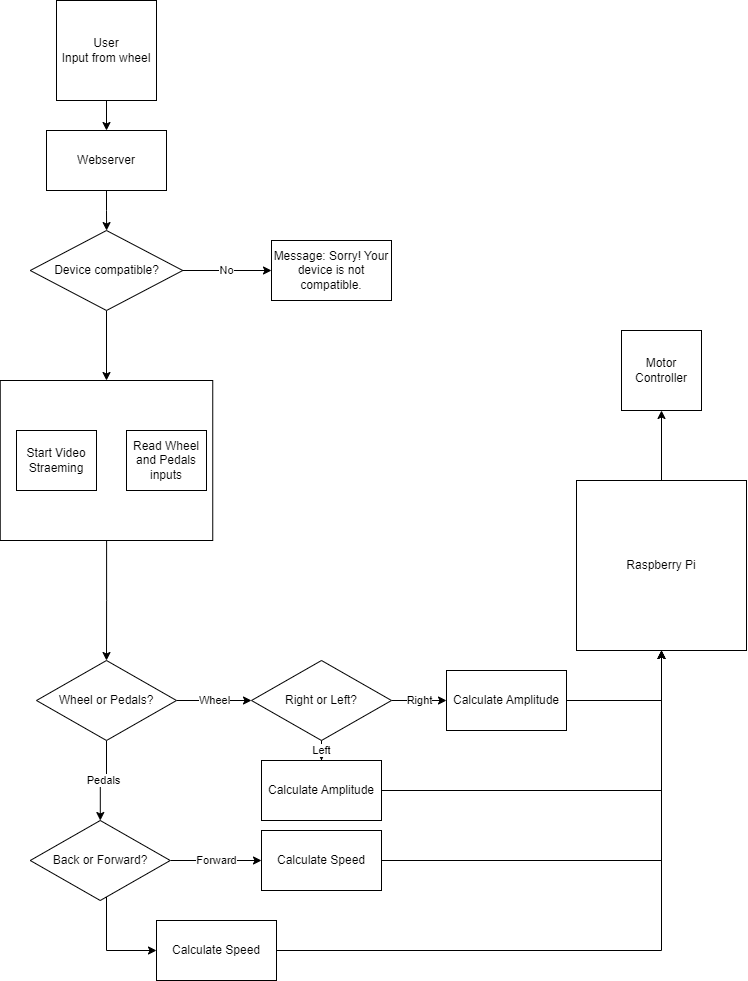 User
Input from wheel
Webserver
Device compatible?
No
Message: Sorry! Your
device is not
compatible.
Motor
Controller
Start Video
Straeming
Read Wheel
and Pedals
inputs
Raspberry Pi
Wheel or Pedals?
Wheel
Right or Left?
Right
Calculate Amplitude
Left
Pedals
Calculate Amplitude
Back or Forward?
Forward
Calculate Speed
Calculate Speed